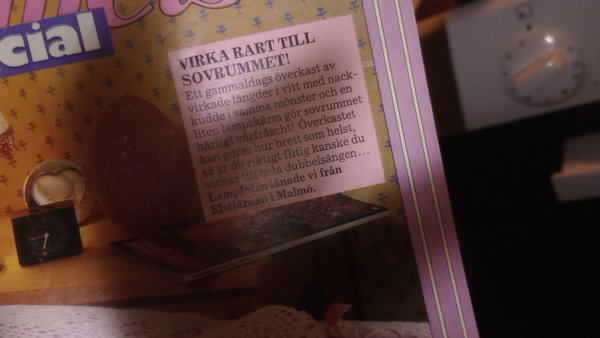 cial
VIRKA RART TILL
SOVRUMMET!
Ett gammaldags överkast av
virkade längder i vitt med nack-
kudde i samma mönster och en
liten lampskärm gör sovrummet
härligt vårfräscht! Överkastet
kan göras hur brett som helst,
så är du riktigt flitig kanske du
virkar till hela dubbelsängen...
Lampfoten lånade vi från
Elstjärnan i Malmö.